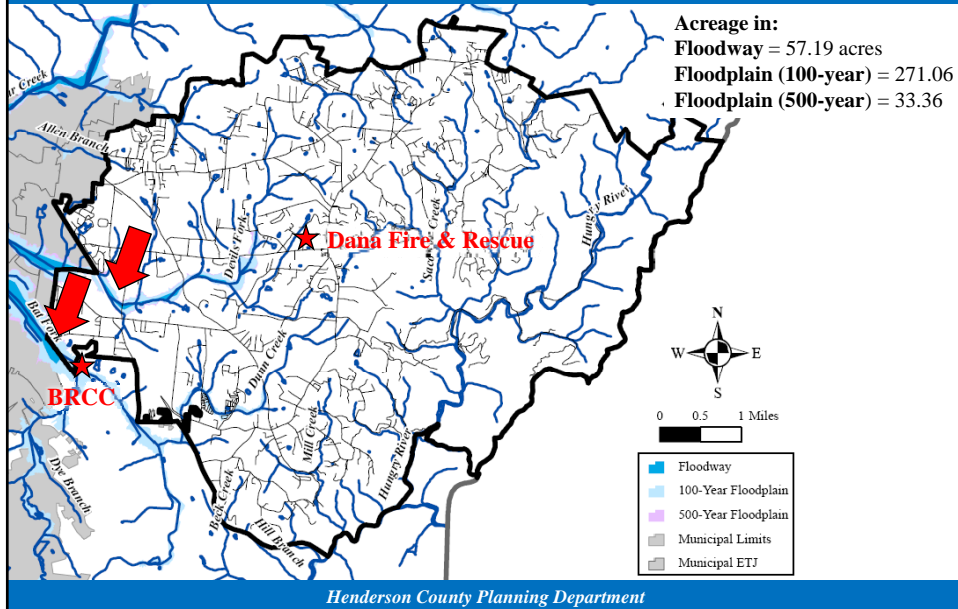 Acreage in:
Floodway = 57.19 acres
Floodplain (100-year) = 271.06
Floodplain (500-year) = 33.36
Creek
Allen Branch
Devils Fork
Creek
Hungry River
Dana Fire & Rescue
Bat Fork
BRCC
Dunn Creek
Mill Creek
Hungry River
Dye Branch
Beck Creek
Hill Branch
N
W E
S
0 0.5 1 Miles
Floodway
100-Year Floodplain
500-Year Floodplain
Municipal Limits
Municipal ETJ
Henderson County Planning Department